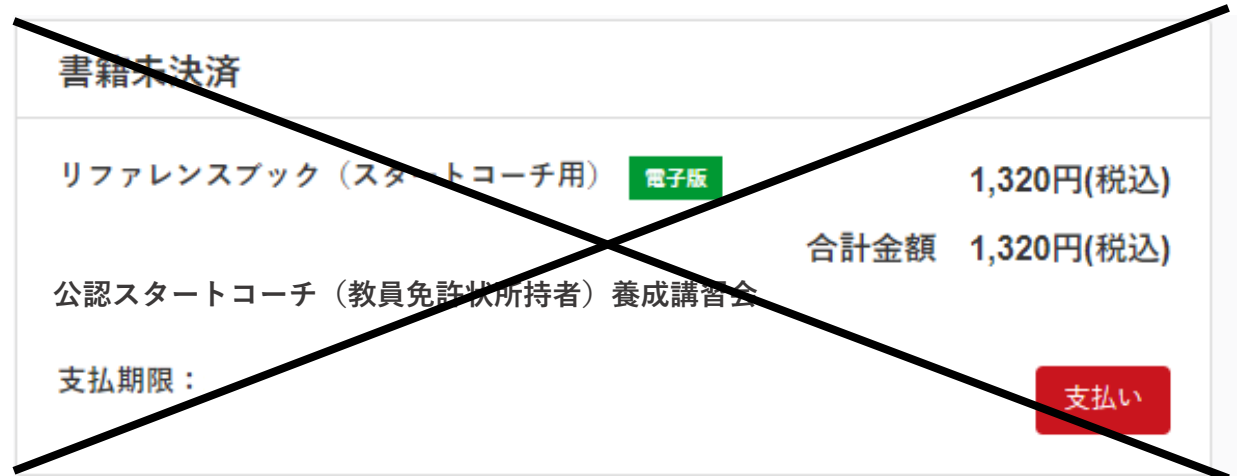 書籍未決済
リファレンスブック（スタートコーチ用） 電子版 1,320円(税込)
合計金額 1,320円(税込)
公認スタートコーチ（教員免許状所持者）養成講習会
支払期限：
支払い